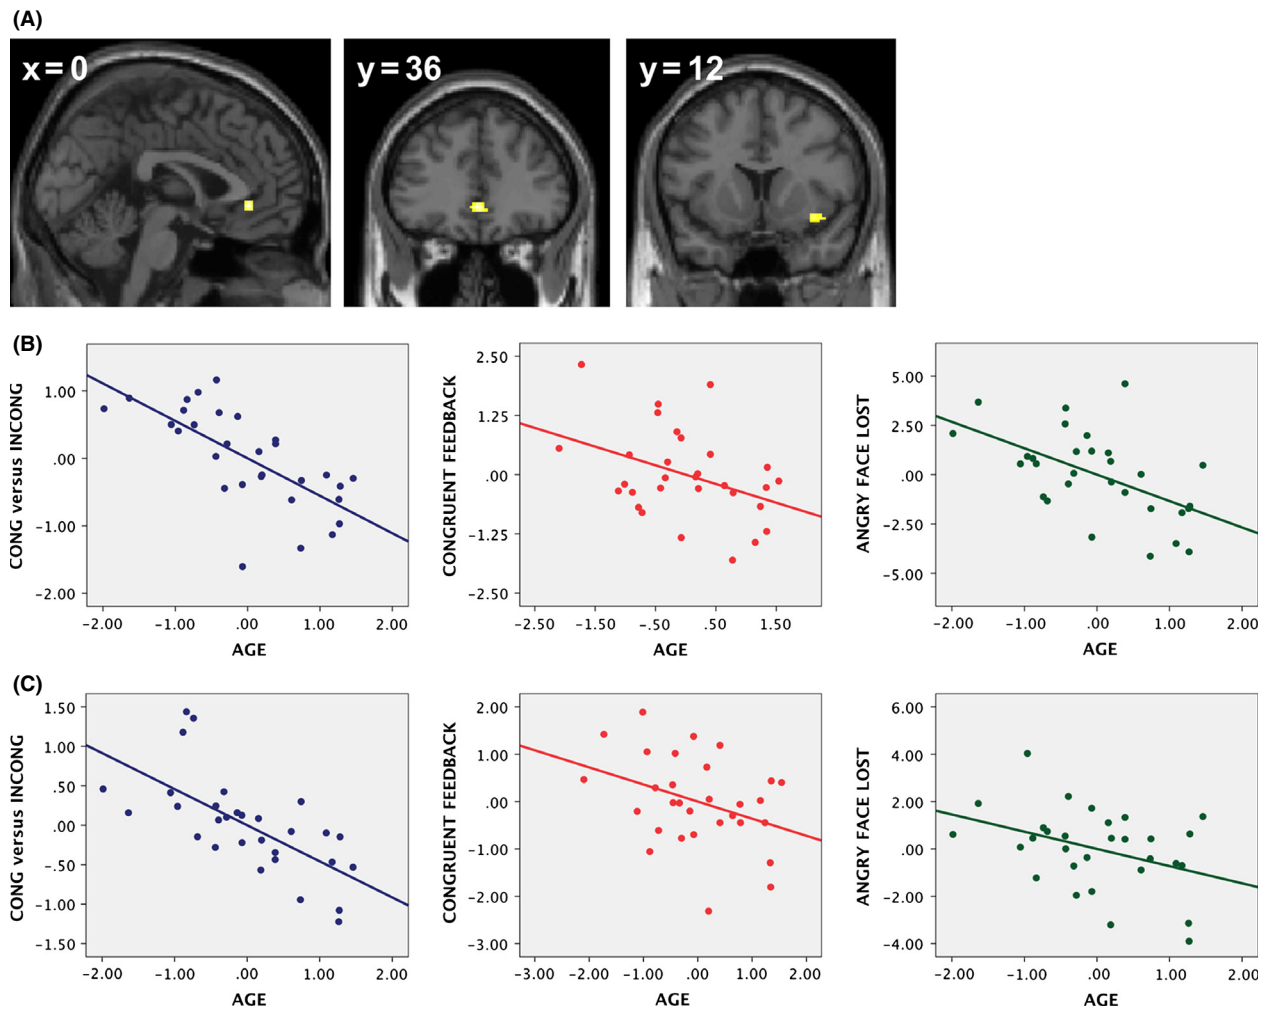 (A)
x = 0
y = 36
y = 12
(B)
CONG versus INCONG
1.00
.00
−1.00
−2.00
−2.00 −1.00 .00 1.00 2.00
AGE
CONGRUENT FEEDBACK
2.50
1.25
.00
−1.25
−2.50
−2.50 −1.50 −.50 .50 1.50
AGE
ANGRY FACE LOST
5.00
2.50
.00
−2.50
−5.00
−2.00 −1.00 .00 1.00 2.00
AGE
(C)
CONG versus INCONG
1.50
1.00
.50
.00
−.50
−1.00
−1.50
−2.00 −1.00 .00 1.00 2.00
AGE
CONGRUENT FEEDBACK
2.00
1.00
.00
−1.00
−2.00
−3.00
−3.00 −2.00 −1.00 .00 1.00 2.00
AGE
ANGRY FACE LOST
6.00
4.00
2.00
.00
−2.00
−4.00
−2.00 −1.00 .00 1.00 2.00
AGE